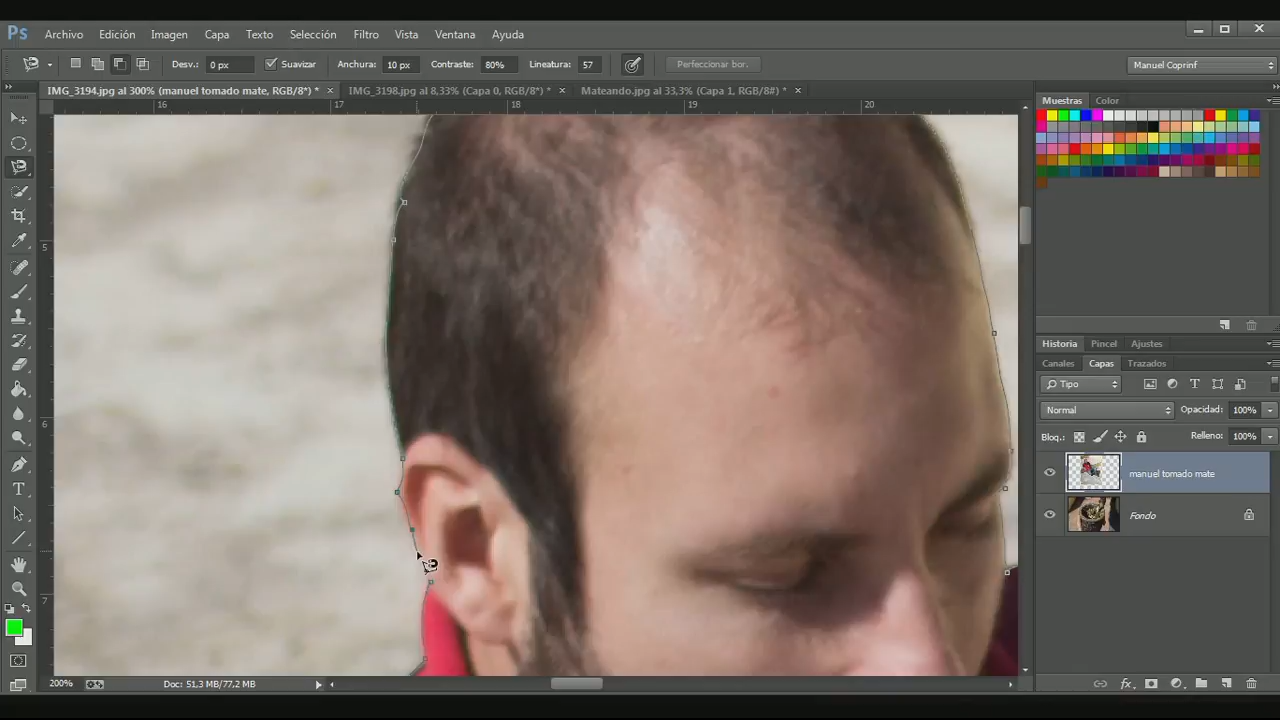 Ps Archivo Edición Imagen Capa Texto Selección Filtro Vista Ventana Ayuda
Desv.: 0 px Suavizar Anchura: 10 px Contraste: 80% Lineatura: 57 Perfeccionar bor. Manuel Coprinf
IMG_3194.jpg al 300% (manuel tomado mate, RGB/8*) * × IMG_3198.jpg al 8,33% (Capa 0, RGB/8*) * × Mateando.jpg al 33,3% (Capa 1, RGB/8#) * ×
16 17 18 19 20
5
6
7
Muestras Color
Historia Pincel Ajustes
Canales Capas Trazados
Tipo
Normal Opacidad: 100%
Bloq.: Relleno: 100%
manuel tomado mate
Fondo
200% Doc: 51,3 MB/77,2 MB